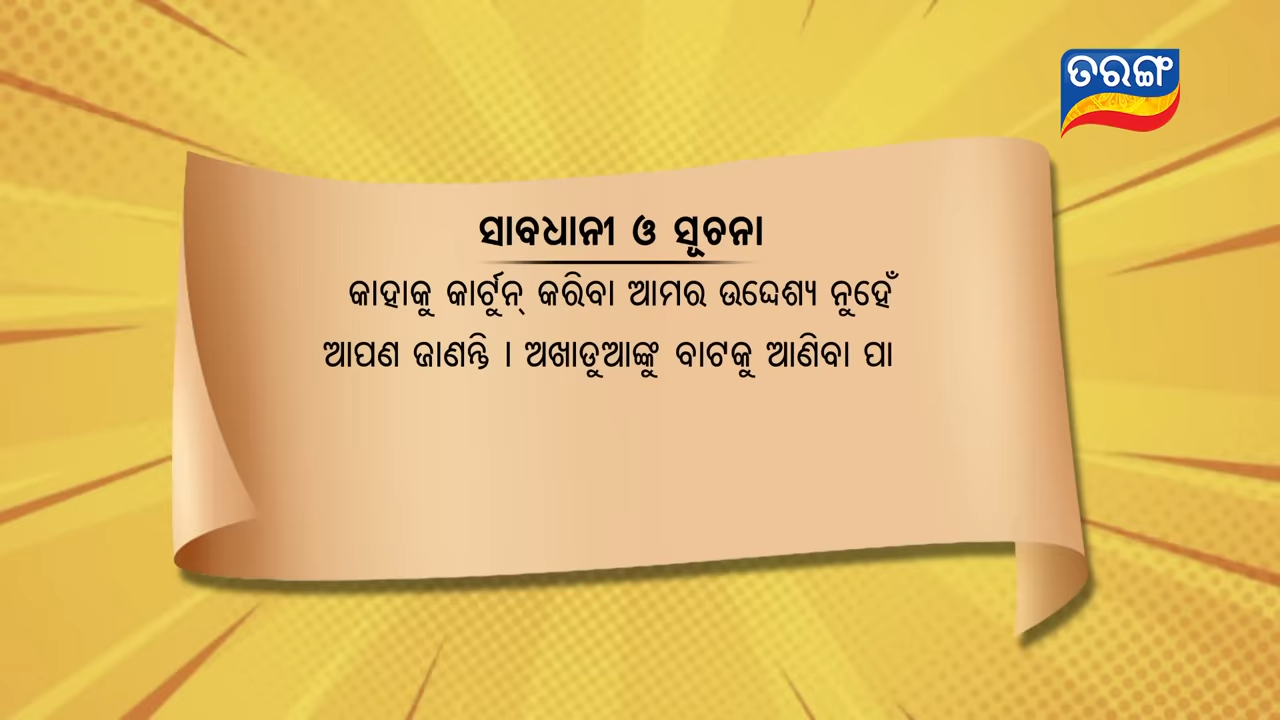 ତରଙ୍ଗ
ସାବଧାନୀ ଓ ସୂଚନା
କାହାକୁ କାର୍ଟୁନ୍ କରିବା ଆମର ଉଦ୍ଦେଶ୍ୟ ନୁହେଁ
ଆପଣ ଜାଣନ୍ତି । ଅଖାଡୁଆଙ୍କୁ ବାଟକୁ ଆଣିବା ପା